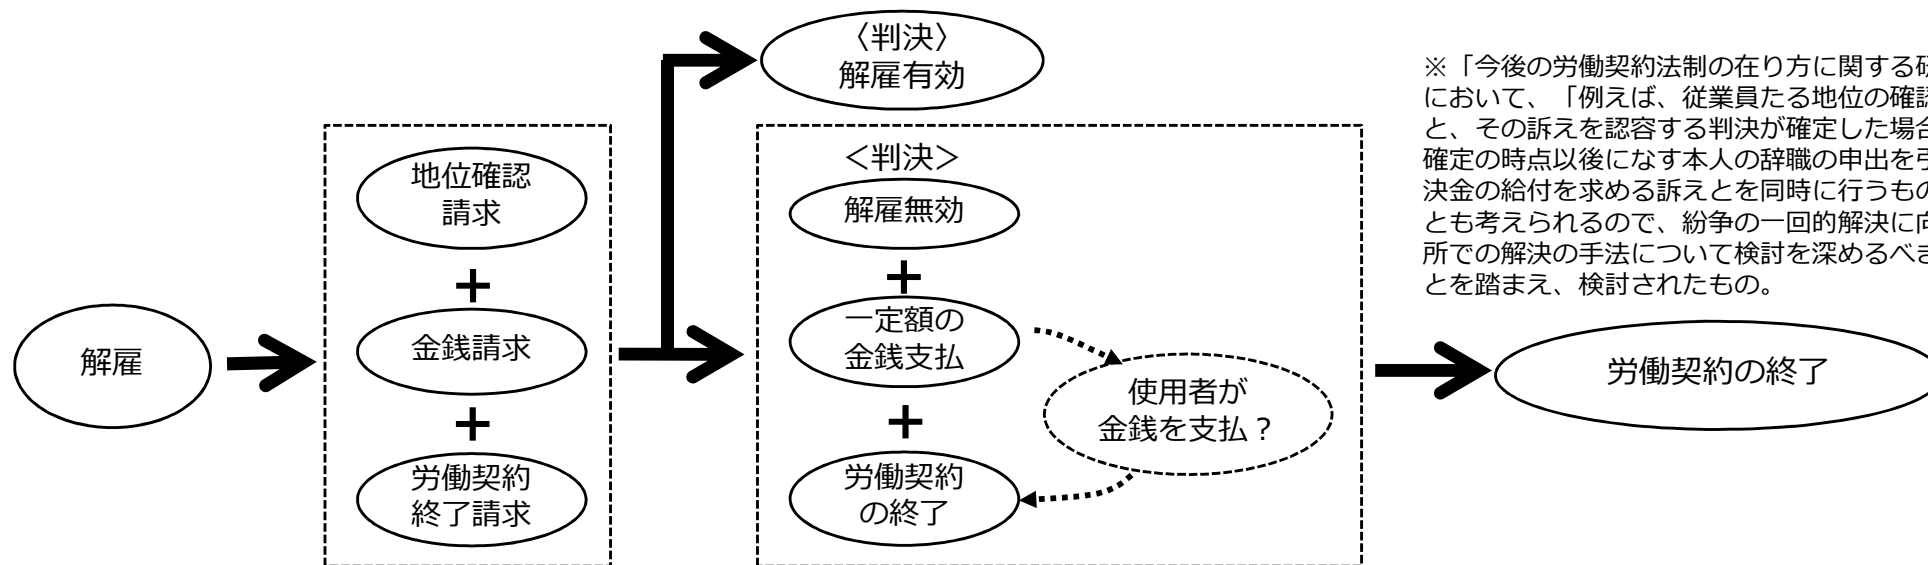 解雇
地位確認
請求
+
金銭請求
+
労働契約
終了請求
〈判決〉
解雇有効
<判決>
解雇無効
+
一定額の
金銭支払
+
労働契約
の終了
使用者が
金銭を支払？
※「今後の労働契約法制の在り方に関する研
において、「例えば、従業員たる地位の確認
と、その訴えを認容する判決が確定した場合
確定の時点以後になす本人の辞職の申出を引
決金の給付を求める訴えとを同時に行うもの
とも考えられるので、紛争の一回的解決に向
所での解決の手法について検討を深めるべき
とを踏まえ、検討されたもの。
労働契約の終了